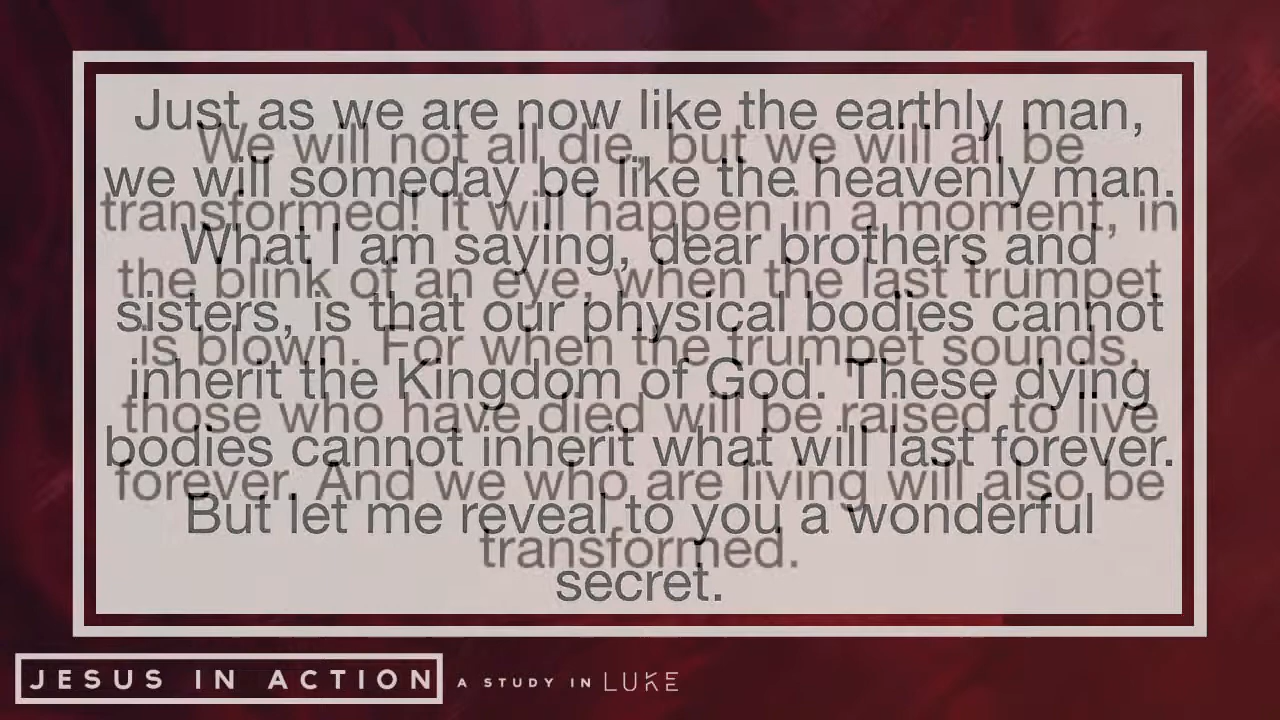 Just as we are now like the earthly man,
we will someday be like the heavenly man.
What I am saying, dear brothers and
sisters, is that our physical bodies cannot
inherit the Kingdom of God. These dying
bodies cannot inherit what will last forever.
But let me reveal to you a wonderful
secret.
We will not all die, but we will all be
transformed! It will happen in a moment, in
the blink of an eye, when the last trumpet
is blown. For when the trumpet sounds,
those who have died will be raised to live
forever. And we who are living will also be
transformed.
JESUS IN ACTION A STUDY IN LUKE